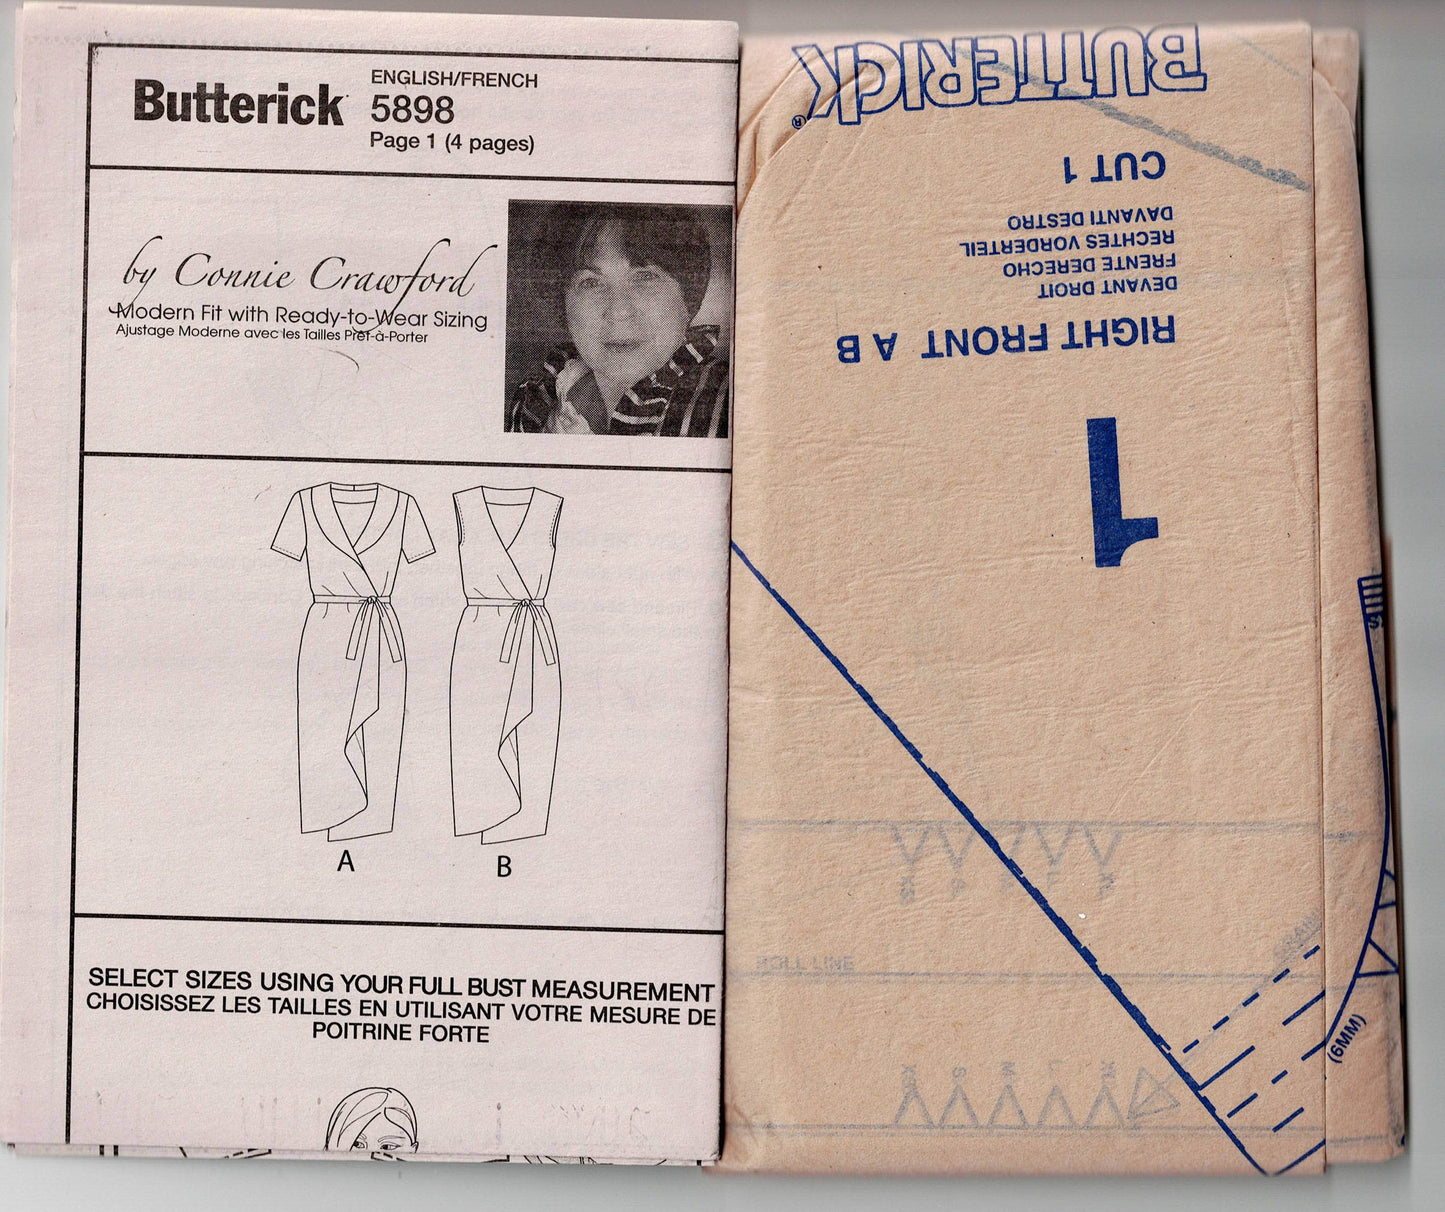 Butterick
ENGLISH/FRENCH
5898
Page 1 (4 pages)
by Connie Crawford
Modern Fit with Ready-to-Wear Sizing
Ajustage Moderne avec les Tailles Prêt-à-Porter
A
B
SELECT SIZES USING YOUR FULL BUST MEASUREMENT
CHOISISSEZ LES TAILLES EN UTILISANT VOTRE MESURE DE
POITRINE FORTE
BUTTERICK®
CUT 1
DAVANTI DESTRO
RECHTES VORDERTEIL
FRENTE DERECHO
DEVANT DROIT
RIGHT FRONT A B
1
ROLL LINE
(6MM)